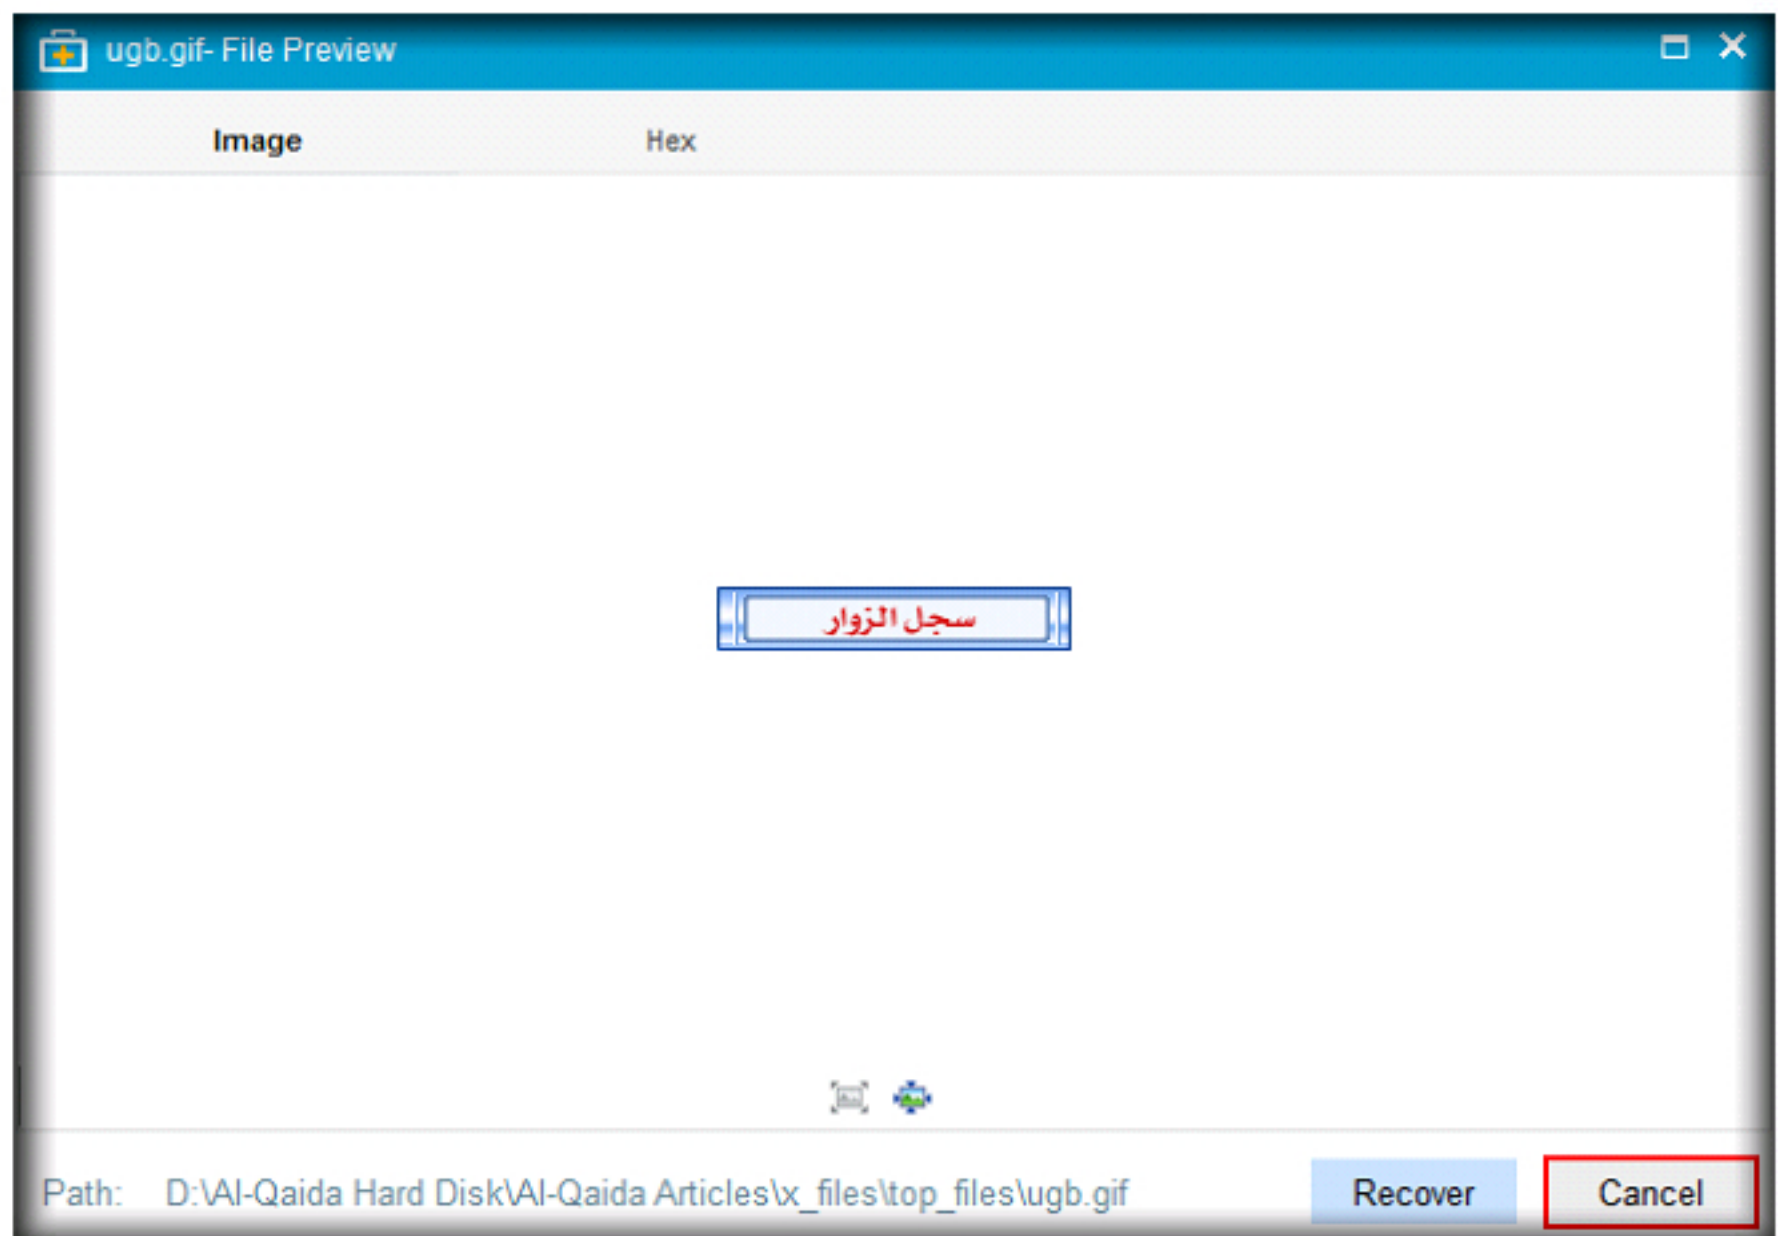 ugb.gif- File Preview
Image
Hex
سجل الزوار
Path: D:\Al-Qaida Hard Disk\Al-Qaida Articles\x_files\top_files\ugb.gif
Recover
Cancel